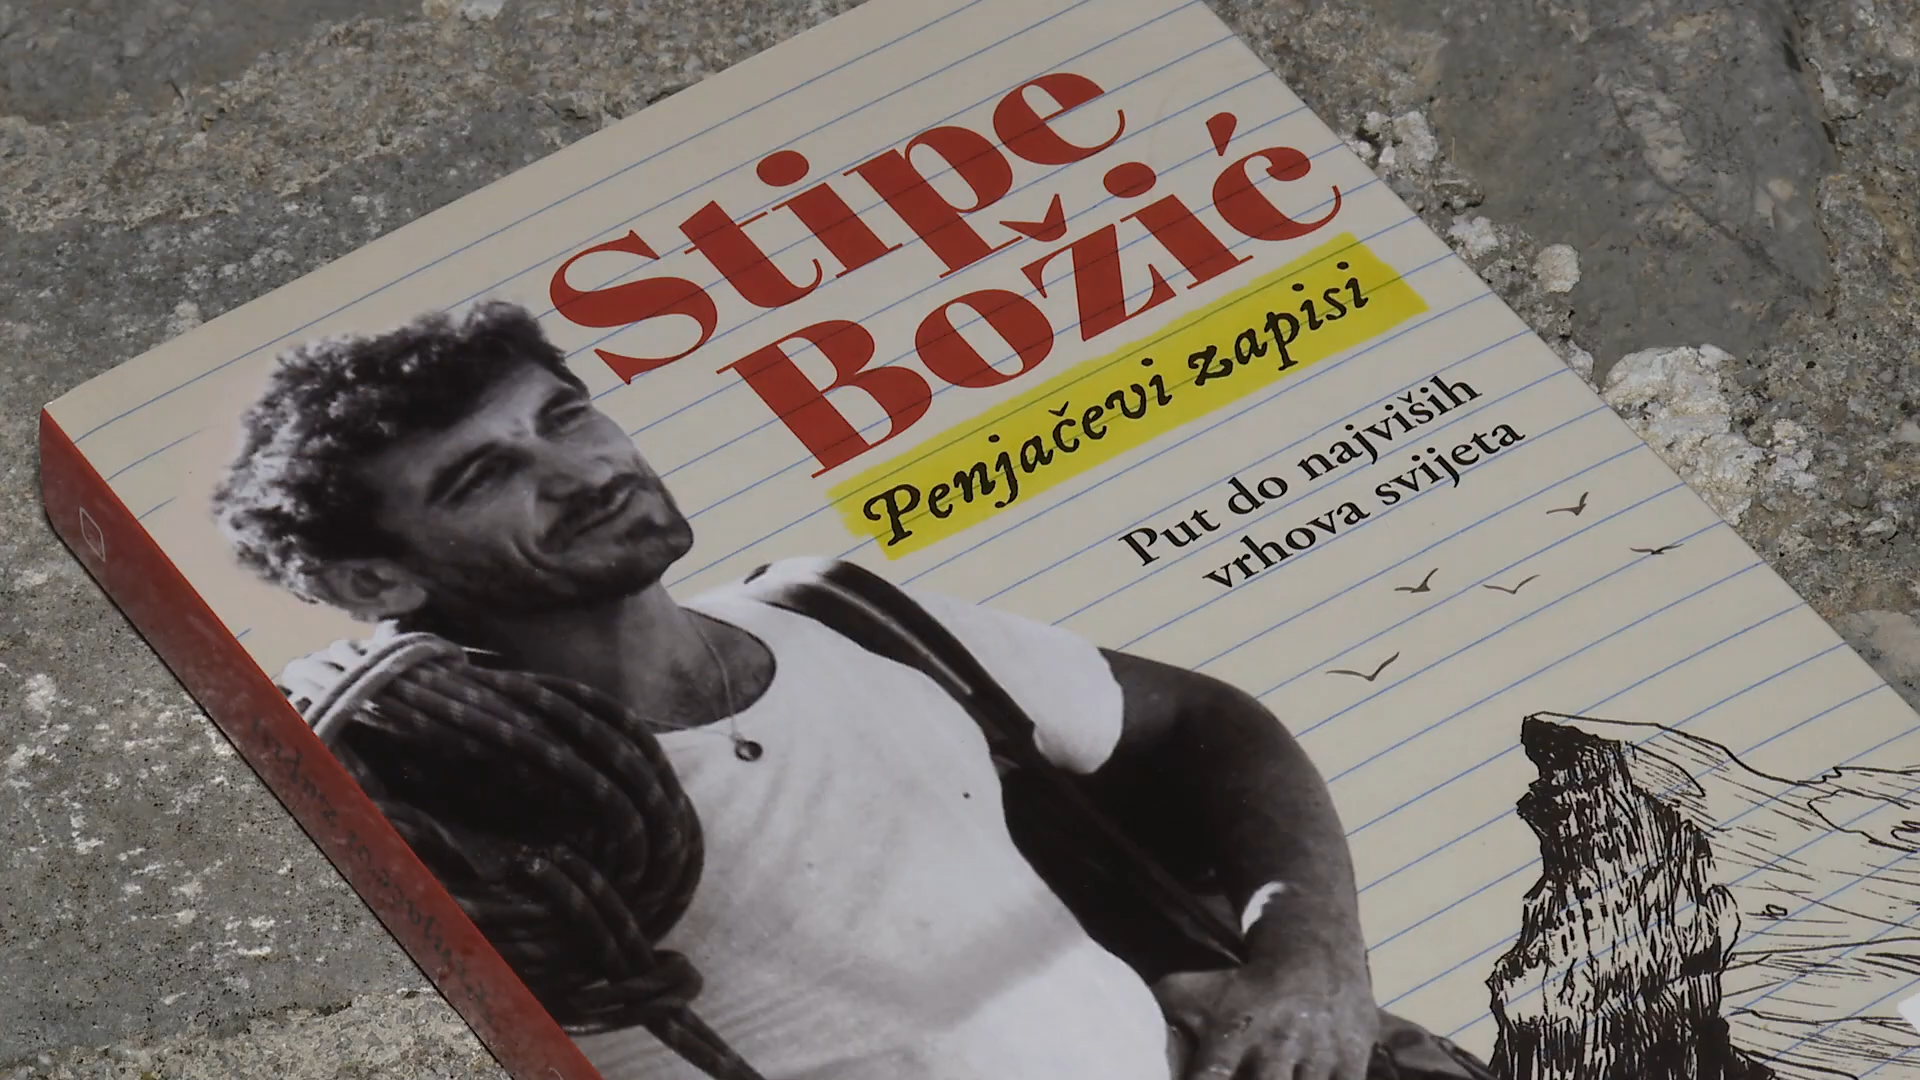 Stipe
Božić
Penjačevi zapisi
Put do najviših
vrhova svijeta